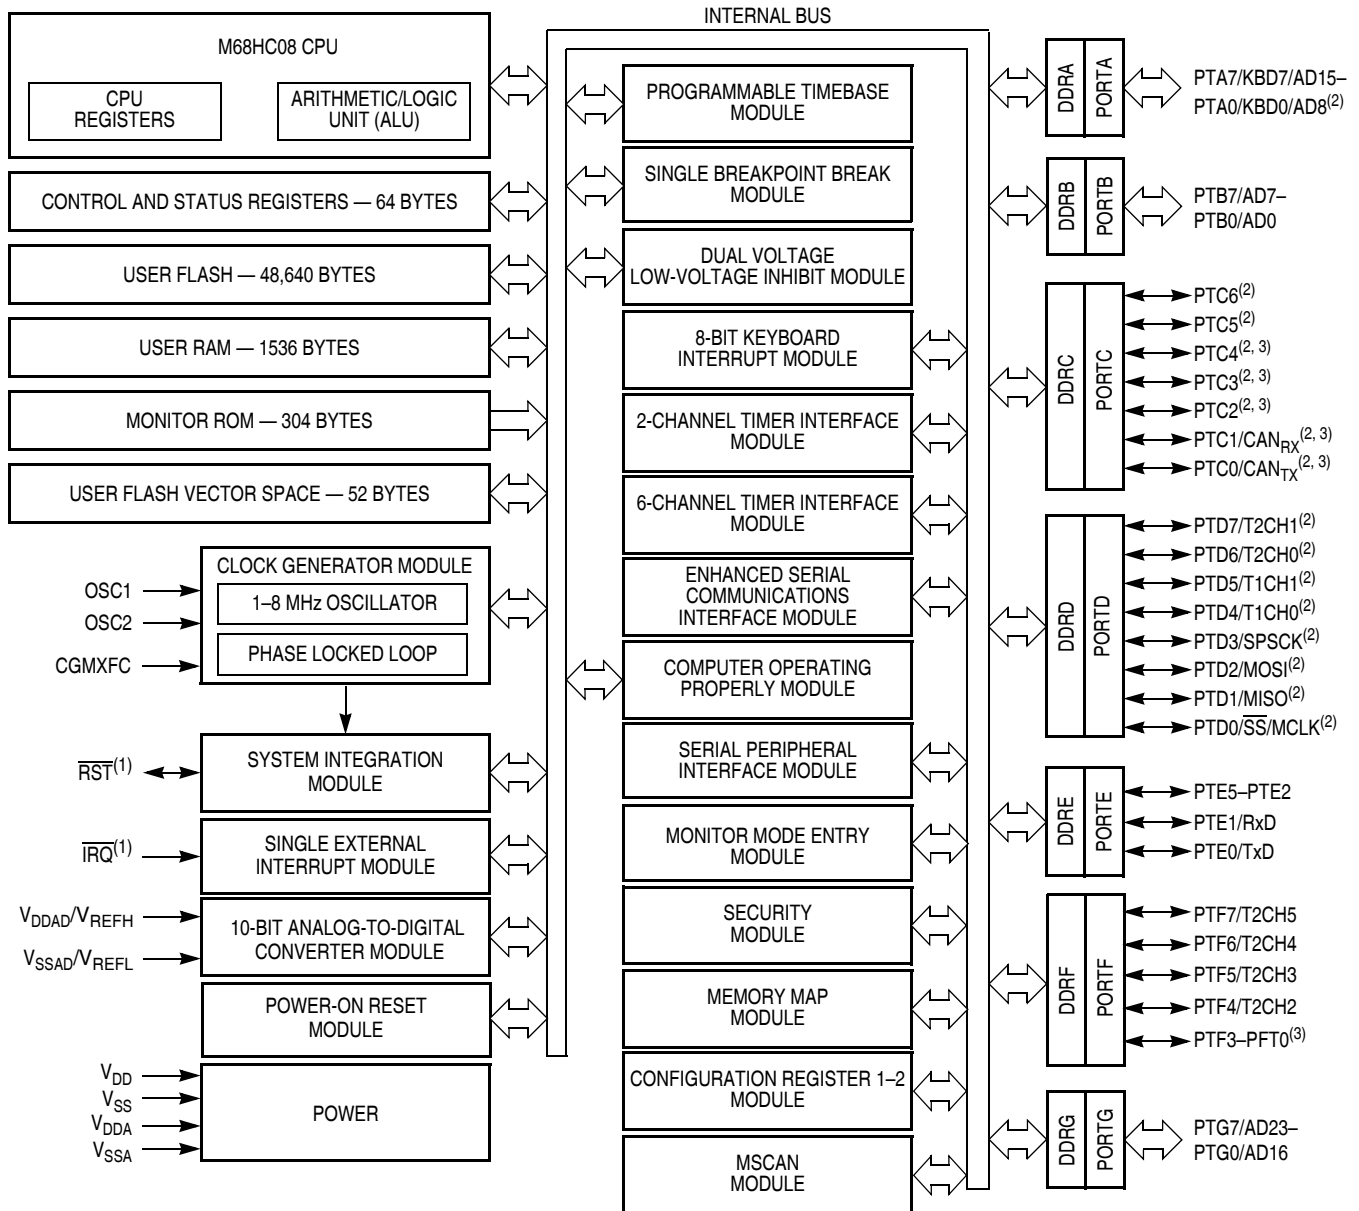 INTERNAL BUS
M68HC08 CPU
CPU
REGISTERS
ARITHMETIC/LOGIC
UNIT (ALU)
CONTROL AND STATUS REGISTERS — 64 BYTES
USER FLASH — 48,640 BYTES
USER RAM — 1536 BYTES
MONITOR ROM — 304 BYTES
USER FLASH VECTOR SPACE — 52 BYTES
CLOCK GENERATOR MODULE
1–8 MHz OSCILLATOR
PHASE LOCKED LOOP
OSC1
OSC2
CGMXFC
SYSTEM INTEGRATION
MODULE
RST(1)
SINGLE EXTERNAL
INTERRUPT MODULE
IRQ(1)
10-BIT ANALOG-TO-DIGITAL
CONVERTER MODULE
VDDAD/VREFH
VSSAD/VREFL
POWER-ON RESET
MODULE
POWER
VDD
VSS
VDDA
VSSA
PROGRAMMABLE TIMEBASE
MODULE
SINGLE BREAKPOINT BREAK
MODULE
DUAL VOLTAGE
LOW-VOLTAGE INHIBIT MODULE
8-BIT KEYBOARD
INTERRUPT MODULE
2-CHANNEL TIMER INTERFACE
MODULE
6-CHANNEL TIMER INTERFACE
MODULE
ENHANCED SERIAL
COMMUNICATIONS
INTERFACE MODULE
COMPUTER OPERATING
PROPERLY MODULE
SERIAL PERIPHERAL
INTERFACE MODULE
MONITOR MODE ENTRY
MODULE
SECURITY
MODULE
MEMORY MAP
MODULE
CONFIGURATION REGISTER 1–2
MODULE
MSCAN
MODULE
DDRA
PORTA
PTA7/KBD7/AD15–
PTA0/KBD0/AD8(2)
DDRB
PORTB
PTB7/AD7–
PTB0/AD0
DDRC
PORTC
PTC6(2)
PTC5(2)
PTC4(2, 3)
PTC3(2, 3)
PTC2(2, 3)
PTC1/CANRX(2, 3)
PTC0/CANTX(2, 3)
DDRD
PORTD
PTD7/T2CH1(2)
PTD6/T2CH0(2)
PTD5/T1CH1(2)
PTD4/T1CH0(2)
PTD3/SPSCK(2)
PTD2/MOSI(2)
PTD1/MISO(2)
PTD0/SS/MCLK(2)
DDRE
PORTE
PTE5–PTE2
PTE1/RxD
PTE0/TxD
DDRF
PORTF
PTF7/T2CH5
PTF6/T2CH4
PTF5/T2CH3
PTF4/T2CH2
PTF3–PFT0(3)
DDRG
PORTG
PTG7/AD23–
PTG0/AD16